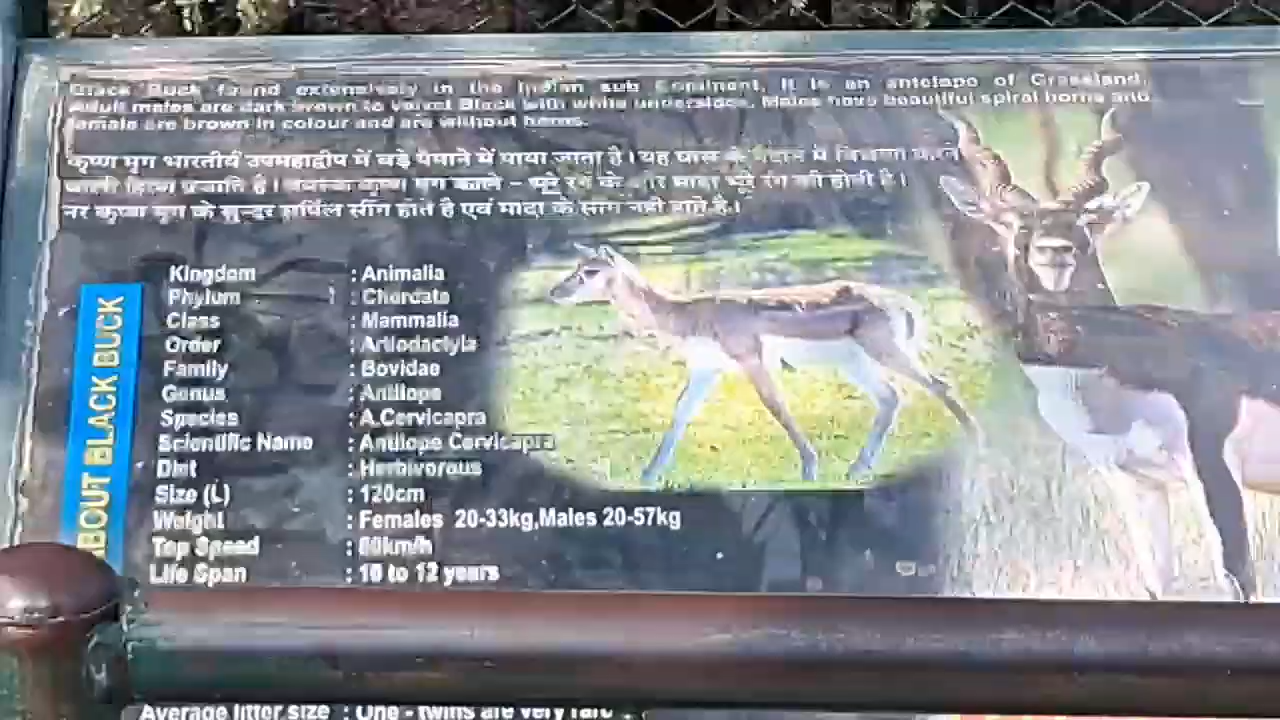 Black Buck found extensively in the Indian sub Continent. It is an antelope of Grassland.
Adult males are dark brown to velvet Black with white undersides. Males have beautiful spiral horns and
female are brown in colour and are without horns.
कृष्ण मृग भारतीय उपमहाद्वीप में बड़े पैमाने में पाया जाता है। यह घास के मैदान में विचरण करने
वाली हिरण प्रजाति है। कृष्ण मृग काले – भूरे रंग के मादा भूरे रंग की होती है।
नर कृष्ण मृग के सुन्दर सर्पिल सींग होते है एवं मादा के सींग नही होते है।
ABOUT BLACK BUCK
Kingdom : Animalia
Phylum : Chordata
Class : Mammalia
Order : Artiodactyla
Family : Bovidae
Genus : Antilope
Species : A.Cervicapra
Scientific Name : Antilope Cervicapra
Diet : Herbivorous
Size (L) : 120cm
Weight : Females 20-33kg,Males 20-57kg
Top Speed : 80km/h
Life Span : 10 to 12 years
Average litter size : One - twins are very rare